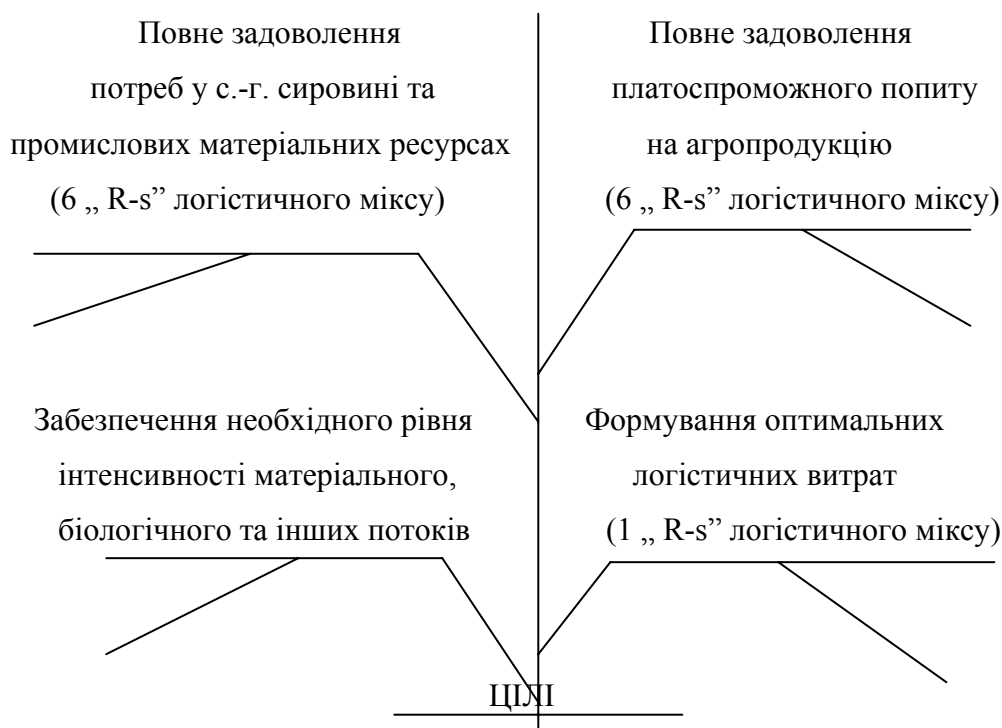 Повне задоволення
потреб у с.-г. сировині та
промислових матеріальних ресурсах
(6 „ R-s” логістичного міксу)
Повне задоволення
платоспроможного попиту
на агропродукцію
(6 „ R-s” логістичного міксу)
Забезпечення необхідного рівня
інтенсивності матеріального,
біологічного та інших потоків
Формування оптимальних
логістичних витрат
(1 „ R-s” логістичного міксу)
ЦІЛІ